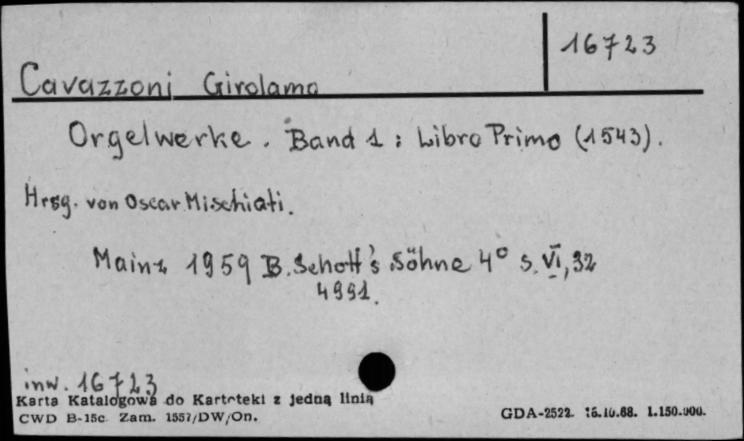 16723
Cavazzoni Girolamo
Orgelwerke. Band 1: Libro Primo (1543).
Hrsg. von Oscar Mischiati.
Mainz 1959 B. Schott's Söhne 4° S. VI, 32
4991.
inw. 16723
Karta Katalogowa do Kartoteki z jedną linią
CWD B-15c Zam. 1557/DW/On.
GDA-2522. 15.10.68. 1.150.000.